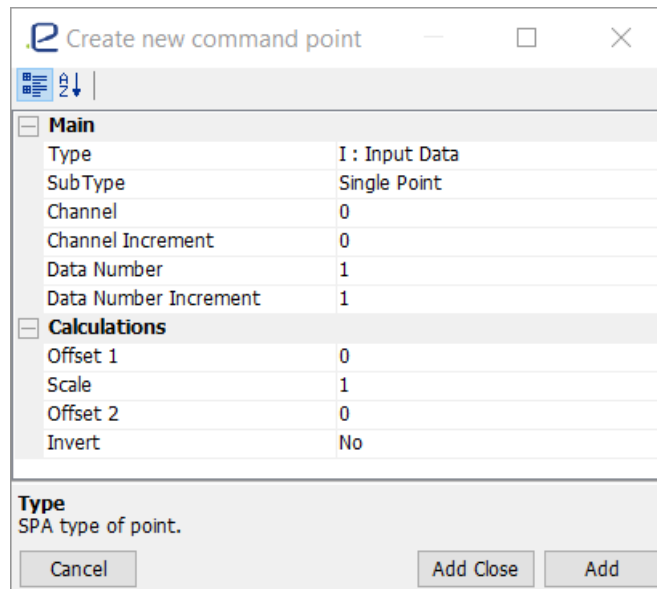 Create new command point
Main
Type I : Input Data
SubType Single Point
Channel 0
Channel Increment 0
Data Number 1
Data Number Increment 1
Calculations
Offset 1 0
Scale 1
Offset 2 0
Invert No
Type
SPA type of point.
Cancel Add Close Add